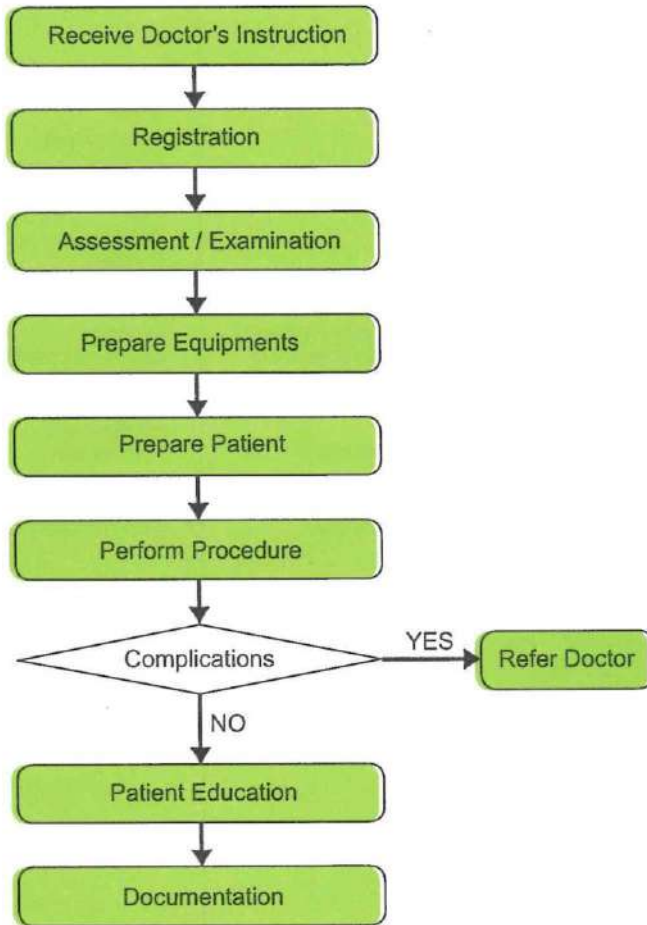 Receive Doctor's Instruction
Registration
Assessment / Examination
Prepare Equipments
Prepare Patient
Perform Procedure
Complications
YES
Refer Doctor
NO
Patient Education
Documentation